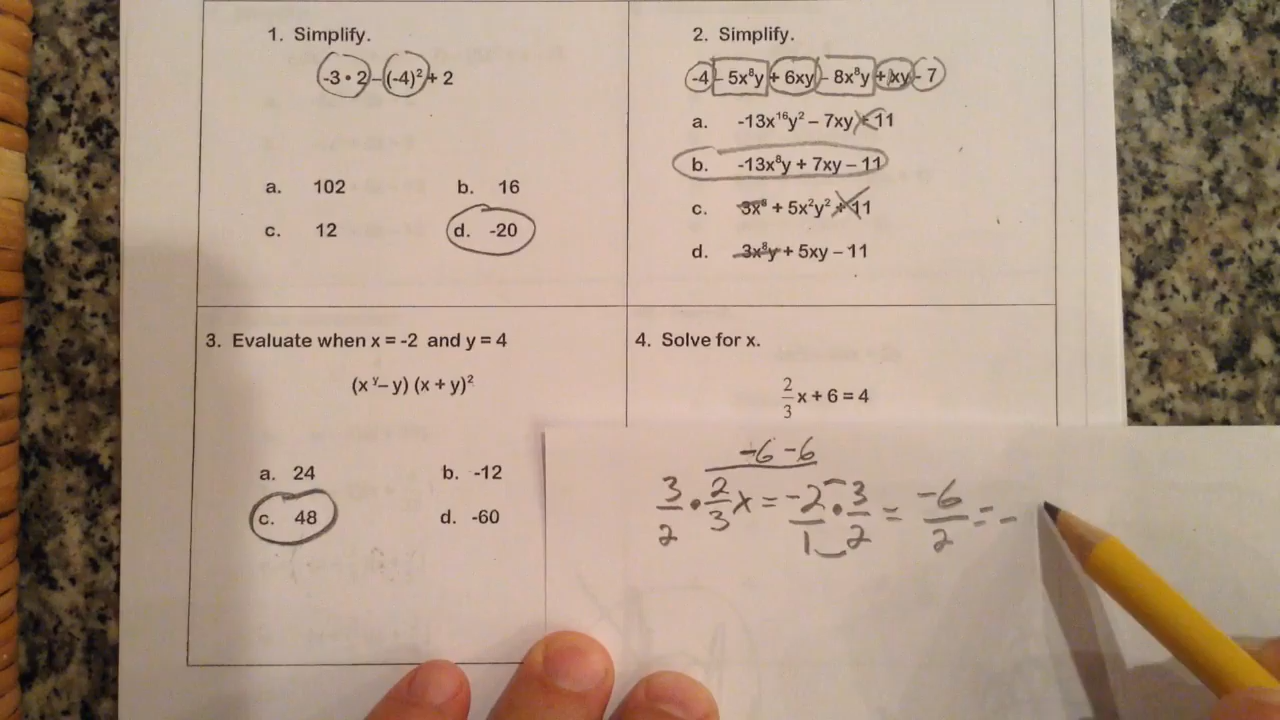 1. Simplify.
-3 • 2 – (-4)² + 2
a. 102
b. 16
c. 12
d. -20
2. Simplify.
-4 – 5x⁸y + 6xy – 8x⁸y + xy – 7
a. -13x¹⁶y² – 7xy + 11
b. -13x⁸y + 7xy – 11
c. 3x⁸ + 5x²y² + 11
d. 3x⁸y + 5xy – 11
3. Evaluate when x = -2 and y = 4
(xʸ – y) (x + y)²
a. 24
b. -12
c. 48
d. -60
4. Solve for x.
2/3 x + 6 = 4
-6 -6
3/2 • 2/3 x = -2/1 • 3/2 = -6/2 = -